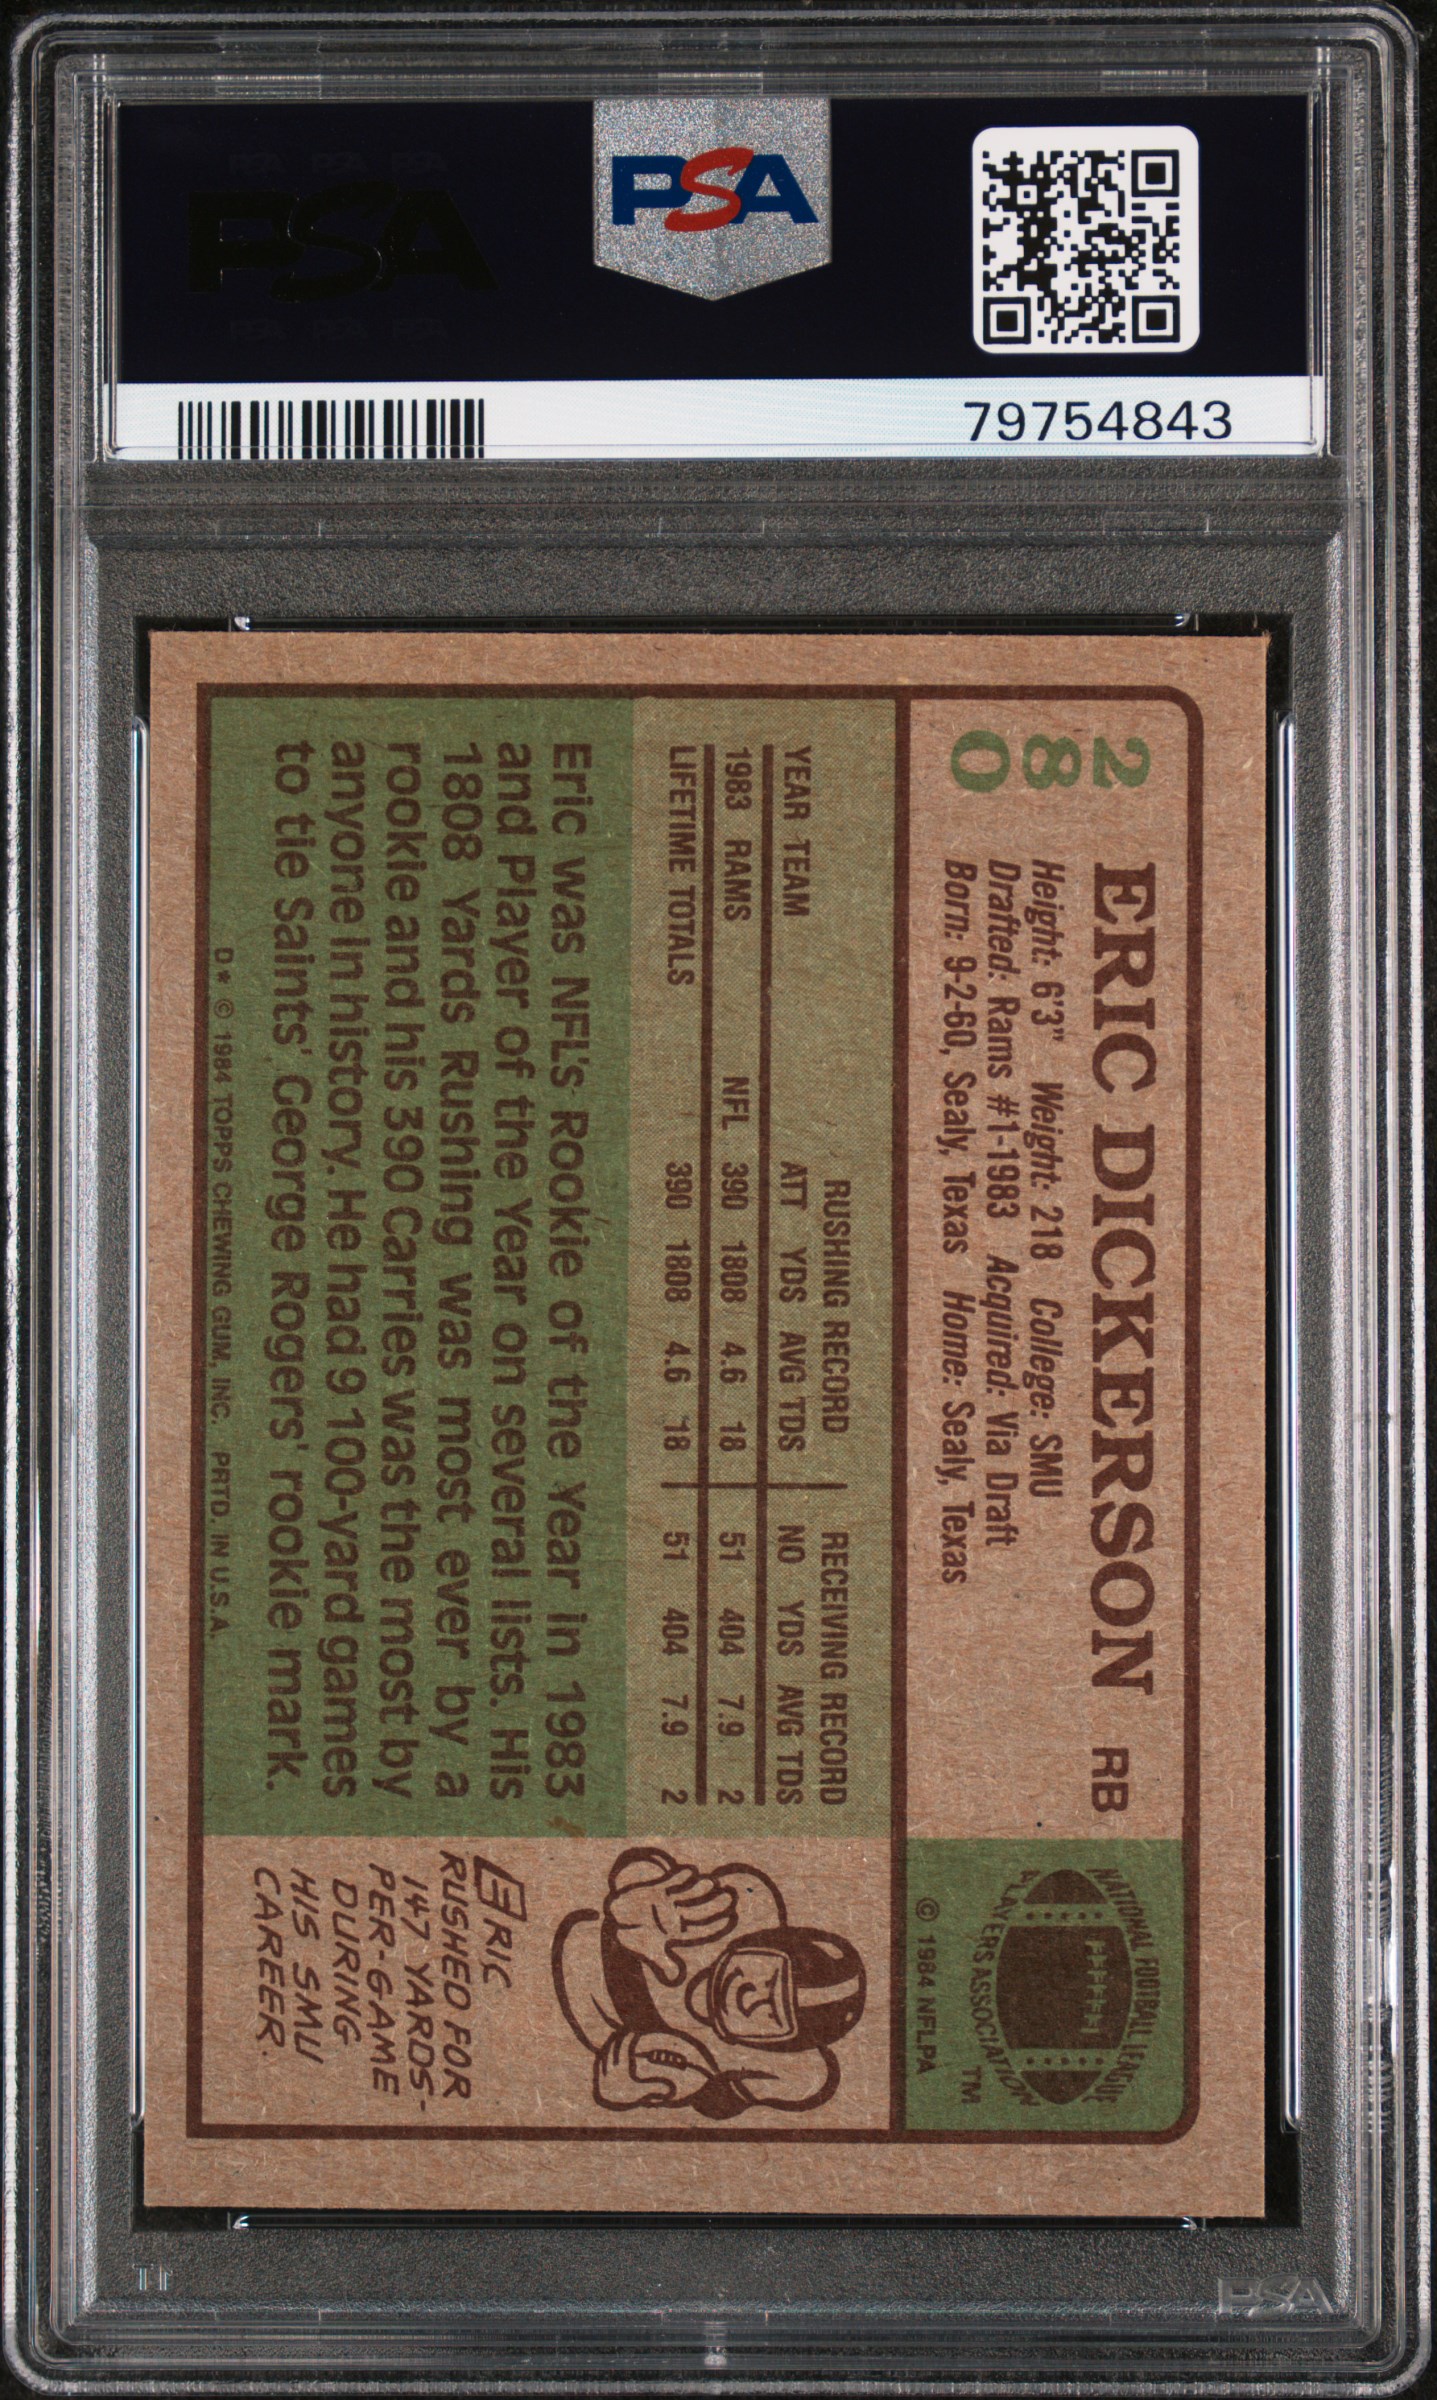 PSA
PSA
79754843
280
ERIC DICKERSON RB
Height: 6'3" Weight: 218 College: SMU
Drafted: Rams #1-1983 Acquired: Via Draft
Born: 9-2-60, Sealy, Texas Home: Sealy, Texas
NATIONAL FOOTBALL LEAGUE
PLAYERS ASSOCIATION
TM
© 1984 NFLPA
RUSHING RECORD RECEIVING RECORD
YEAR TEAM ATT YDS AVG TDS NO YDS AVG TDS
1983 RAMS NFL 390 1808 4.6 18 51 404 7.9 2
LIFETIME TOTALS 390 1808 4.6 18 51 404 7.9 2
Eric was NFL's Rookie of the Year in 1983
and Player of the Year on several lists. His
1808 Yards Rushing was most ever by a
rookie and his 390 Carries was the most by
anyone in history. He had 9 100-yard games
to tie Saints' George Rogers' rookie mark.
D* © 1984 TOPPS CHEWING GUM, INC. PRTD. IN U.S.A.
ERIC
RUSHED FOR
147 YARDS-
PER-GAME
DURING
HIS SMU
CAREER.
PSA